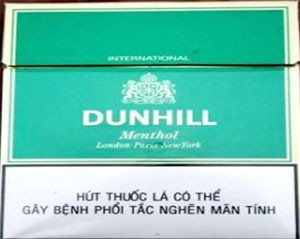 INTERNATIONAL
DUNHILL
Menthol
London·Paris·New York
HÚT THUỐC LÁ CÓ THỂ
GÂY BỆNH PHỔI TẮC NGHẼN MÃN TÍNH